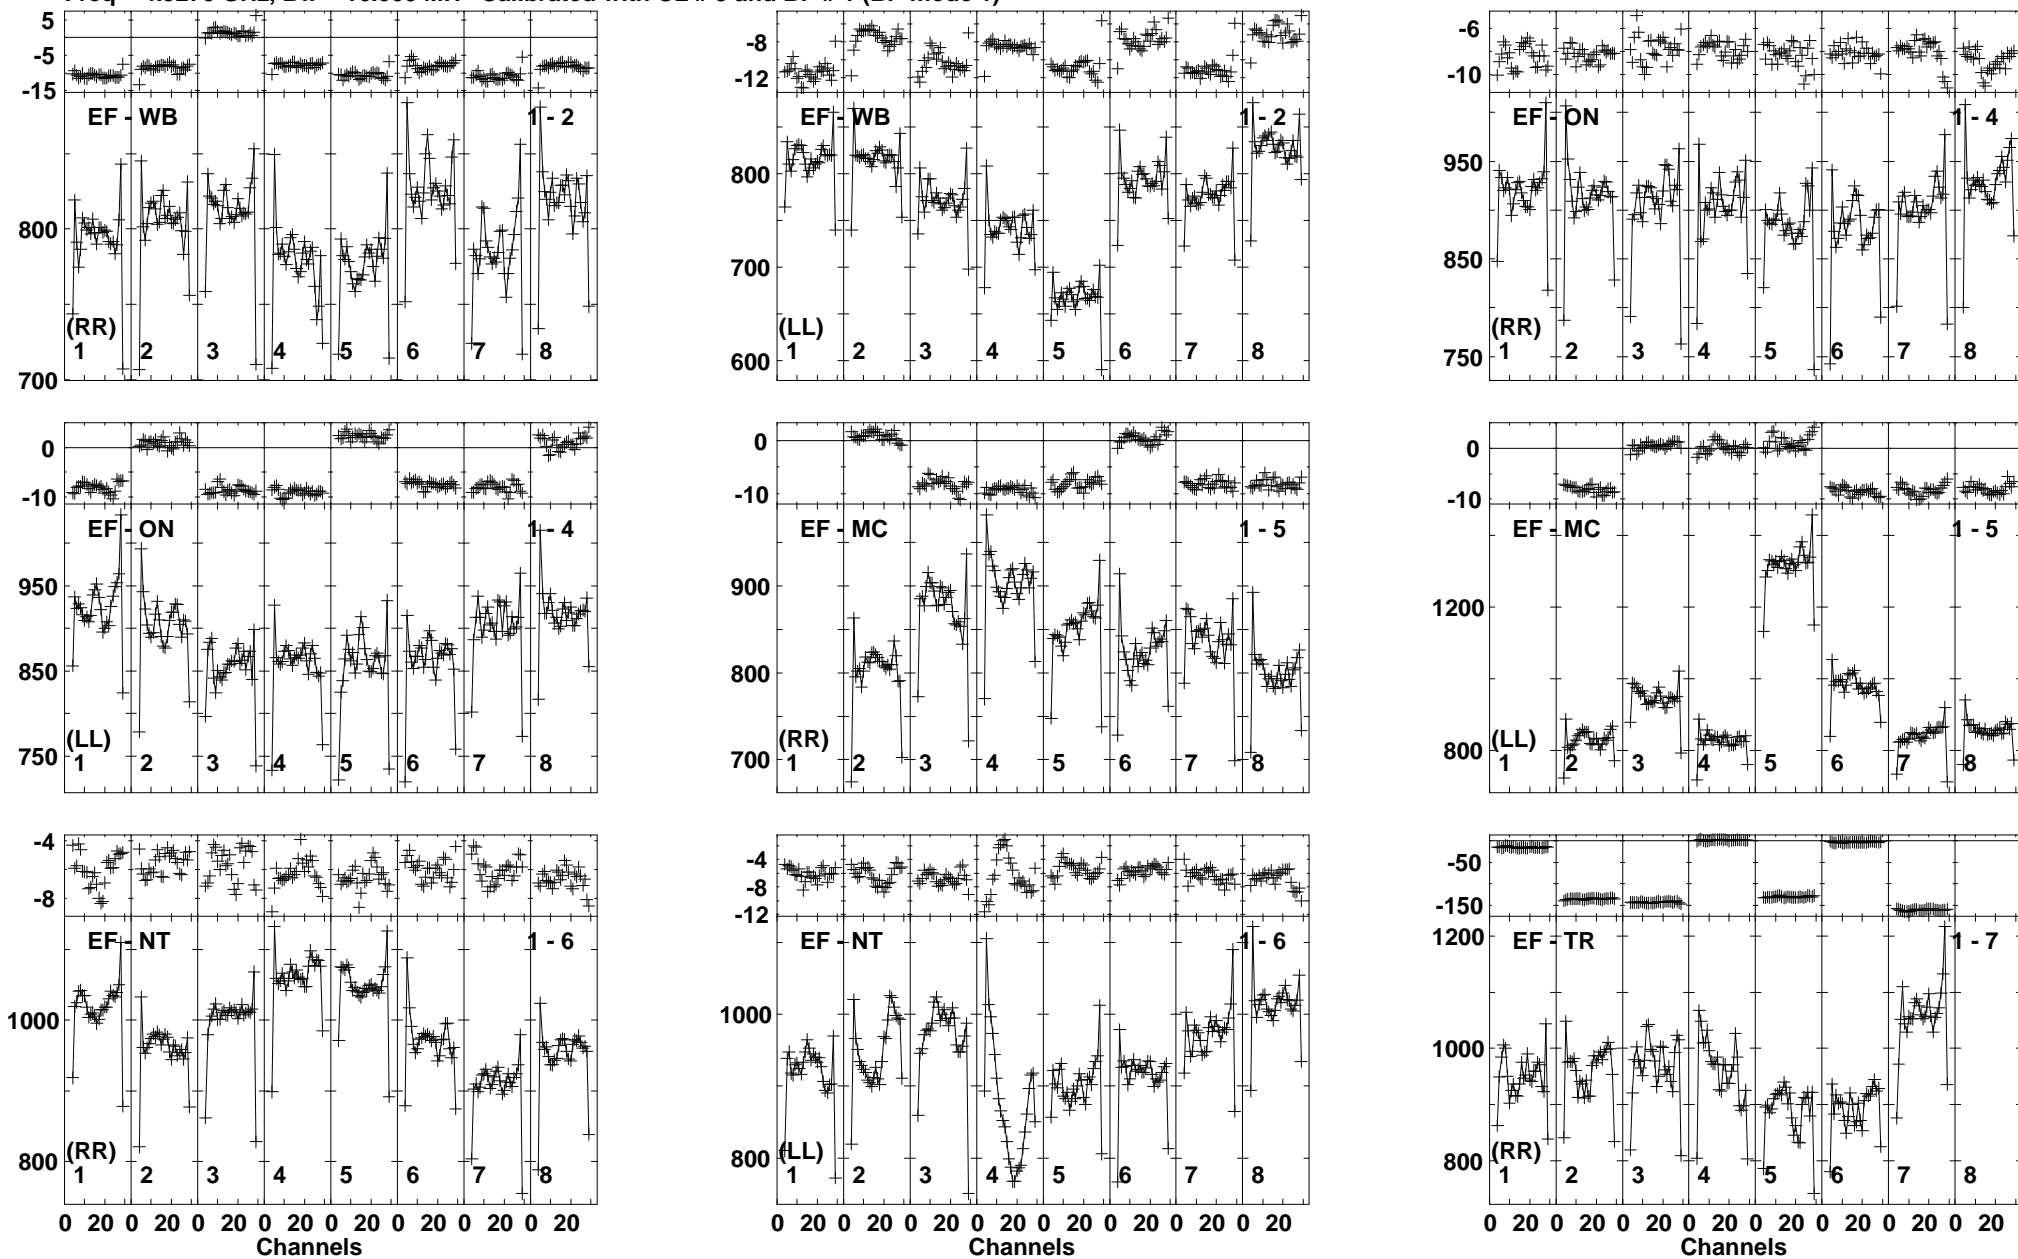 5 -5 -15 -8 -12 -6 -10
EF - WB 1 - 2 EF - WB 1 - 2 EF - ON 1 - 4
800 700 800 700 600 950 850 750
(RR) (LL) (RR)
1 2 3 4 5 6 7 8 1 2 3 4 5 6 7 8 1 2 3 4 5 6 7 8
0 -10 0 -10 0 -10
EF - ON 1 - 4 EF - MC 1 - 5 EF - MC 1 - 5
950 850 750 900 800 700 1200 800
(LL) (RR) (LL)
1 2 3 4 5 6 7 8 1 2 3 4 5 6 7 8 1 2 3 4 5 6 7 8
-4 -8 -4 -8 -12 -50 -150
EF - NT 1 - 6 EF - NT 1 - 6 EF - TR 1 - 7
1000 800 1000 800 1200 1000 800
(RR) (LL) (RR)
1 2 3 4 5 6 7 8 1 2 3 4 5 6 7 8 1 2 3 4 5 6 7 8
0 20 0 20 0 20 0 20 0 20 0 20 0 20 0 20 0 20 0 20 0 20 0 20 0 20 0 20 0 20 0 20 0 20 0 20 0 20 0 20 0 20 0 20 0 20 0 20
Channels Channels Channels